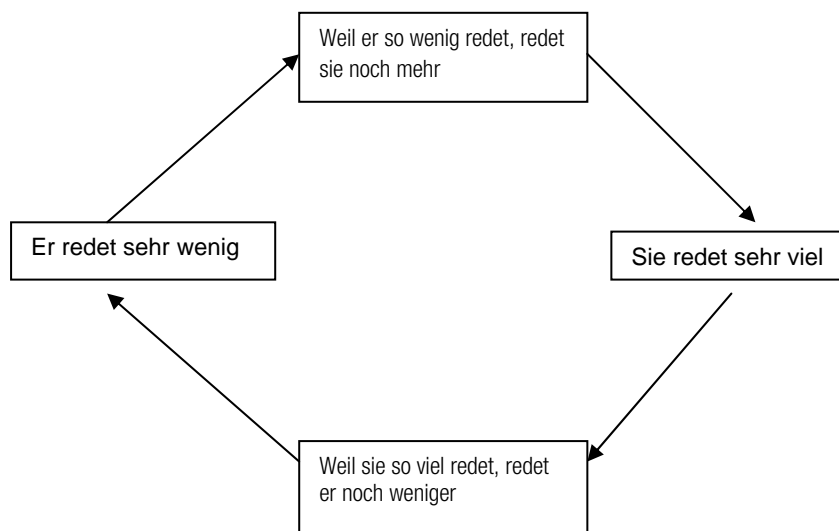 Weil er so wenig redet, redet
sie noch mehr
Er redet sehr wenig
Sie redet sehr viel
Weil sie so viel redet, redet
er noch weniger